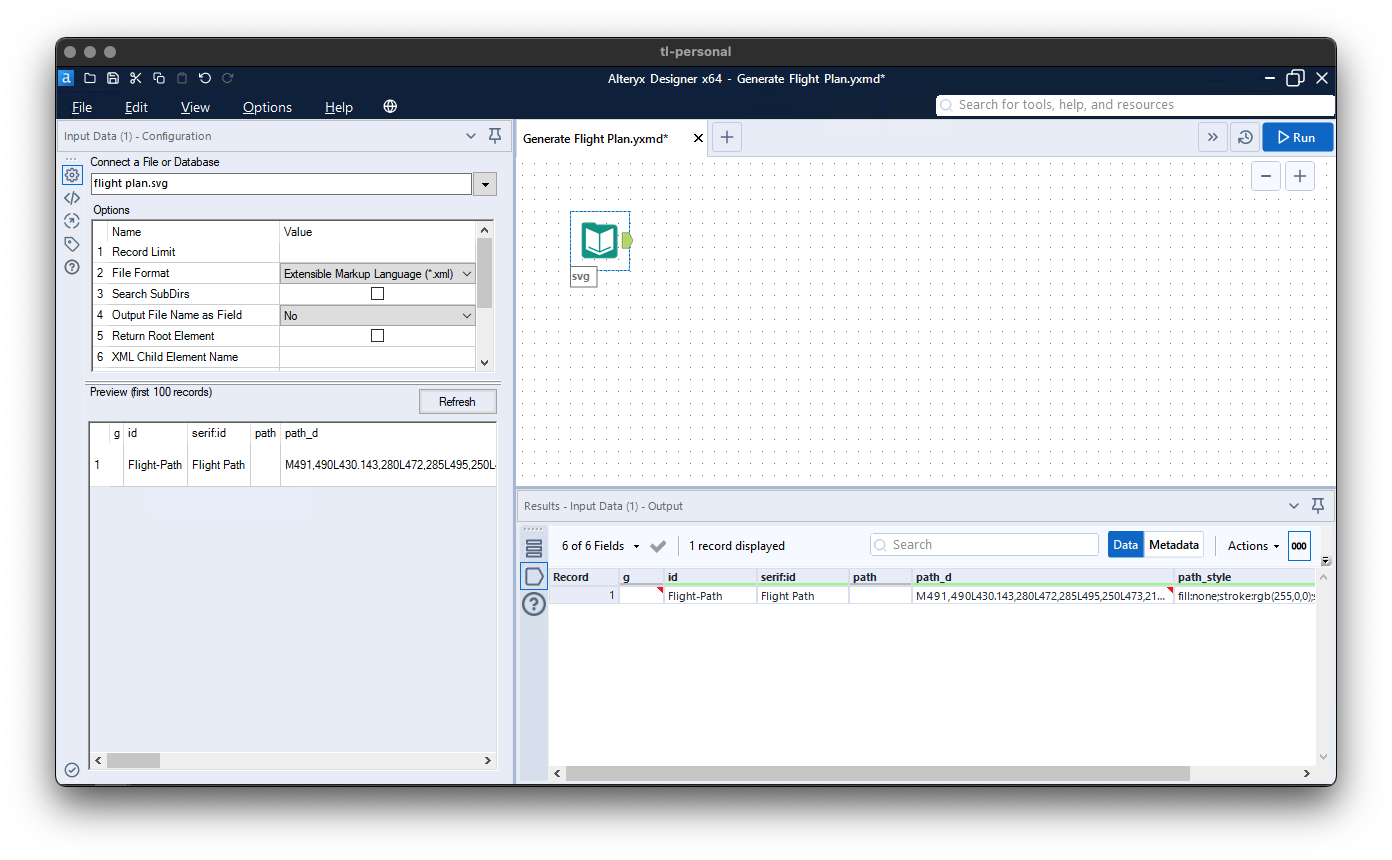 tl-personal
a
Alteryx Designer x64 - Generate Flight Plan.yxmd*
File Edit View Options Help
Search for tools, help, and resources
Input Data (1) - Configuration
Connect a File or Database
flight plan.svg
Options
Name Value
1 Record Limit
2 File Format Extensible Markup Language (*.xml)
3 Search SubDirs
4 Output File Name as Field No
5 Return Root Element
6 XML Child Element Name
Preview (first 100 records)
Refresh
g id serif:id path path_d
1 Flight-Path Flight Path M491,490L430.143,280L472,285L495,250L
Generate Flight Plan.yxmd*
Run
svg
Results - Input Data (1) - Output
6 of 6 Fields 1 record displayed Search Data Metadata Actions 000
Record g id serif:id path path_d path_style
1 Flight-Path Flight Path M491,490L430.143,280L472,285L495,250L473,21... fill:none;stroke:rgb(255,0,0);s